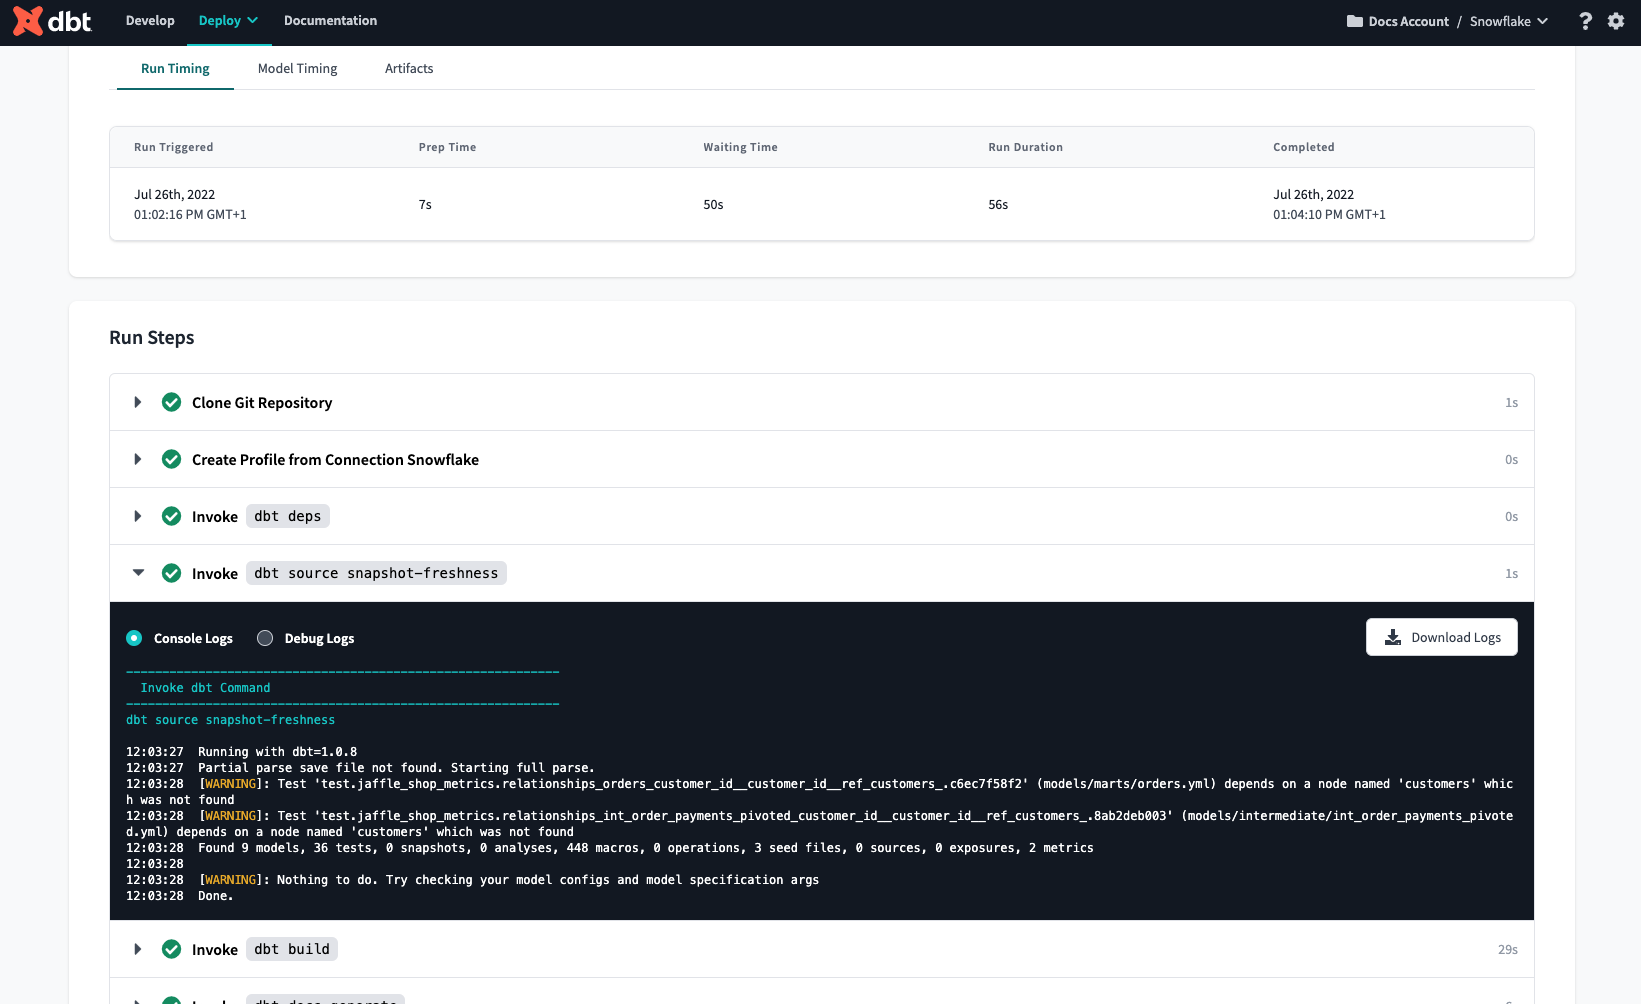 dbt Develop Deploy Documentation Docs Account / Snowflake ?
Run Timing Model Timing Artifacts
Run Triggered Prep Time Waiting Time Run Duration Completed
Jul 26th, 2022 Jul 26th, 2022
7s 50s 56s
01:02:16 PM GMT+1 01:04:10 PM GMT+1
Run Steps
Clone Git Repository 1s
Create Profile from Connection Snowflake 0s
Invoke dbt deps 0s
Invoke dbt source snapshot-freshness 1s
Console Logs Debug Logs Download Logs
------------------------------------------------------------
Invoke dbt Command
------------------------------------------------------------
dbt source snapshot-freshness
12:03:27 Running with dbt=1.0.8
12:03:27 Partial parse save file not found. Starting full parse.
12:03:28 [WARNING]: Test 'test.jaffle_shop_metrics.relationships_orders_customer_id__customer_id__ref_customers_.c6ec7f58f2' (models/marts/orders.yml) depends on a node named 'customers' whic
h was not found
12:03:28 [WARNING]: Test 'test.jaffle_shop_metrics.relationships_int_order_payments_pivoted_customer_id__customer_id__ref_customers_.8ab2deb003' (models/intermediate/int_order_payments_pivote
d.yml) depends on a node named 'customers' which was not found
12:03:28 Found 9 models, 36 tests, 0 snapshots, 0 analyses, 448 macros, 0 operations, 3 seed files, 0 sources, 0 exposures, 2 metrics
12:03:28
12:03:28 [WARNING]: Nothing to do. Try checking your model configs and model specification args
12:03:28 Done.
Invoke dbt build 29s
Invoke dbt docs generate